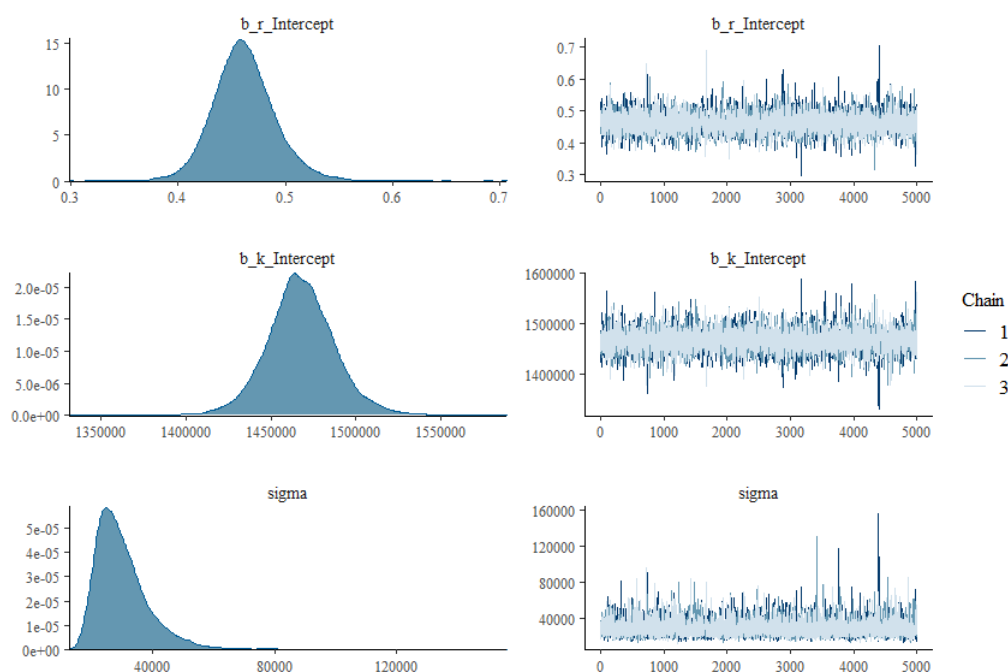 b_r_Intercept
15
10
5
0
0.3 0.4 0.5 0.6 0.7
b_r_Intercept
0.7
0.6
0.5
0.4
0.3
0 1000 2000 3000 4000 5000
b_k_Intercept
2.0e-05
1.5e-05
1.0e-05
5.0e-06
0.0e+00
1350000 1400000 1450000 1500000 1550000
b_k_Intercept
1600000
1500000
1400000
0 1000 2000 3000 4000 5000
Chain
1
2
3
sigma
5e-05
4e-05
3e-05
2e-05
1e-05
0e+00
40000 80000 120000
sigma
160000
120000
80000
40000
0 1000 2000 3000 4000 5000